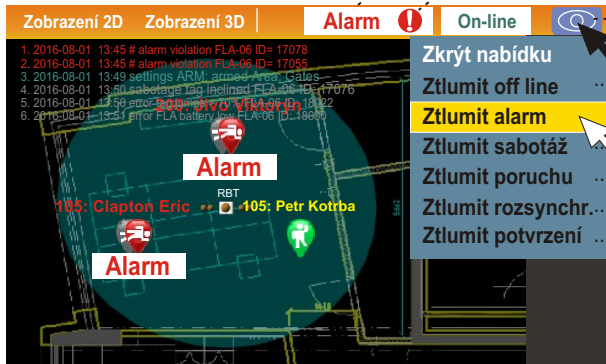 Zobrazení 2D Zobrazení 3D Alarm On-line
1. 2016-08-01 13:45 # alarm violation FLA-06 ID= 17078
2. 2016-08-01 13:45 # alarm violation FLA-06 ID= 17055
3. 2016-08-01 13:49 settings ARM: armed Area, Gates
4. 2016-08-01 13:50 sabotage tag inclined FLA-06 ID= 17076
5. 2016-08-01 13:50 error
6. 2016-08-01 13:51 error FLA battery low FLA-06 ID=
Zkrýt nabídku
Ztlumit off line
Ztlumit alarm
Ztlumit sabotáž
Ztlumit poruchu
Ztlumit rozsynchr.
Ztlumit potvrzení
Jivo Viktorýn
Alarm
RBT
105: Clapton Eric 105: Petr Kotrba
Alarm